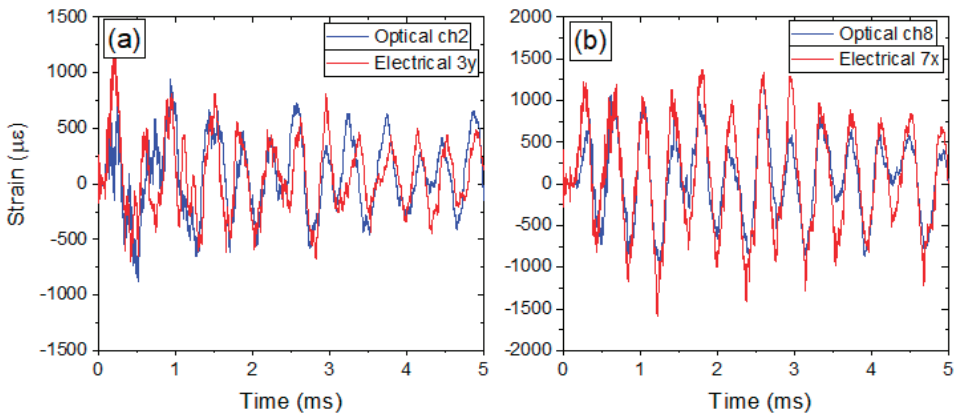 (a)
Optical ch2
Electrical 3y
1500
1000
500
0
-500
-1000
-1500
Strain (με)
0 1 2 3 4 5
Time (ms)
(b)
Optical ch8
Electrical 7x
2000
1500
1000
500
0
-500
-1000
-1500
-2000
0 1 2 3 4 5
Time (ms)